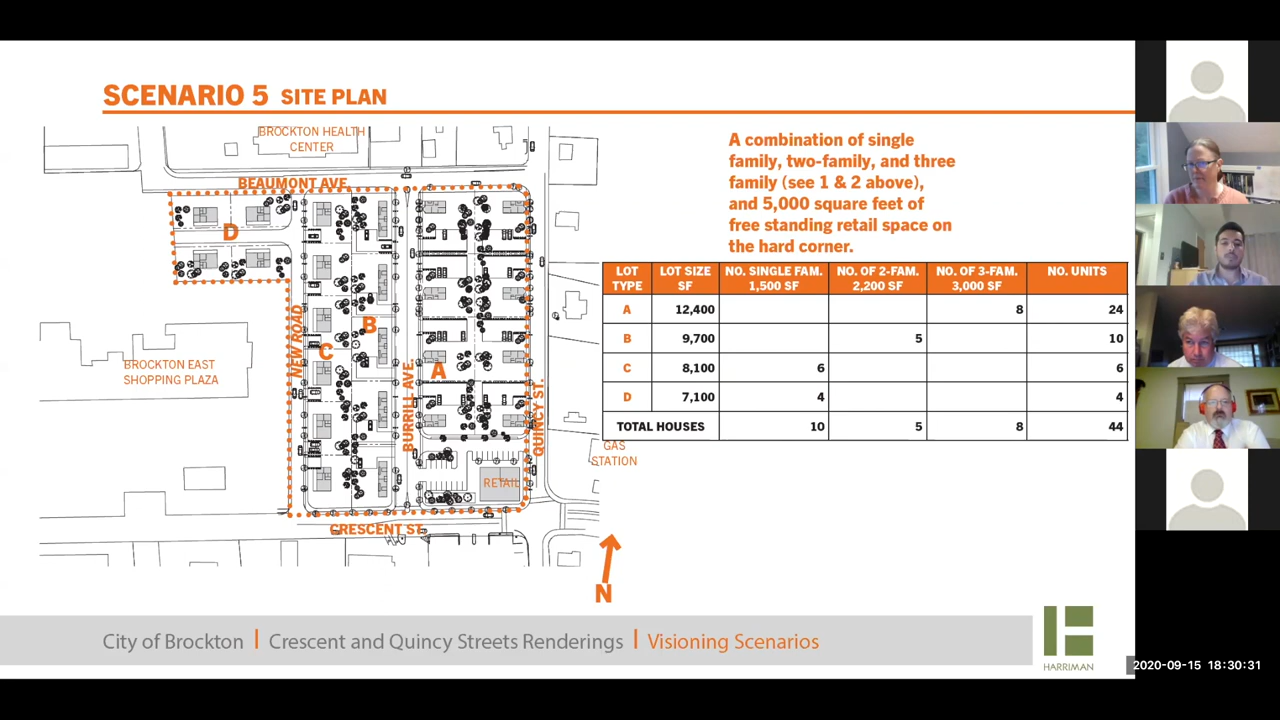 SCENARIO 5 SITE PLAN
BROCKTON HEALTH
CENTER
BEAUMONT AVE.
D
B
C
A
NEW ROAD
BURRILL AVE.
QUINCY ST.
BROCKTON EAST
SHOPPING PLAZA
RETAIL
GAS
STATION
CRESCENT ST.
N
A combination of single
family, two-family, and three
family (see 1 & 2 above),
and 5,000 square feet of
free standing retail space on
the hard corner.
LOT TYPE LOT SIZE SF NO. SINGLE FAM. 1,500 SF NO. OF 2-FAM. 2,200 SF NO. OF 3-FAM. 3,000 SF NO. UNITS
A 12,400 8 24
B 9,700 5 10
C 8,100 6 6
D 7,100 4 4
TOTAL HOUSES 10 5 8 44
City of Brockton | Crescent and Quincy Streets Renderings | Visioning Scenarios
HARRIMAN
2020-09-15 18:30:31